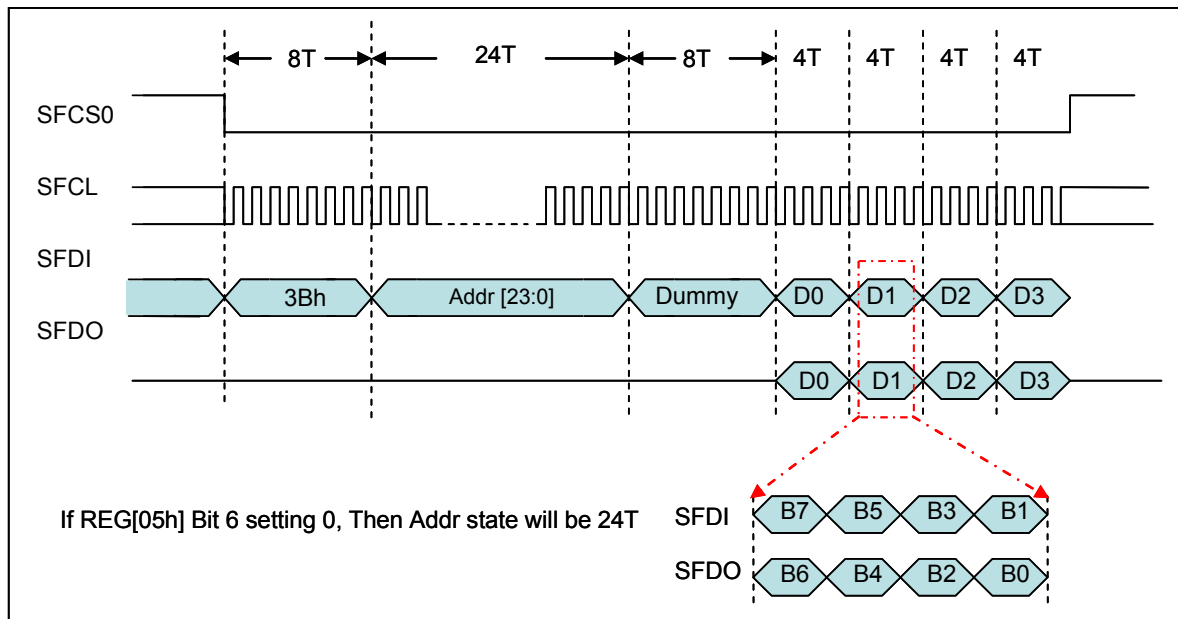 8T 24T 8T 4T 4T 4T 4T
SFCS0
SFCL
SFDI
3Bh Addr [23:0] Dummy D0 D1 D2 D3
SFDO
D0 D1 D2 D3
If REG[05h] Bit 6 setting 0, Then Addr state will be 24T
SFDI B7 B5 B3 B1
SFDO B6 B4 B2 B0